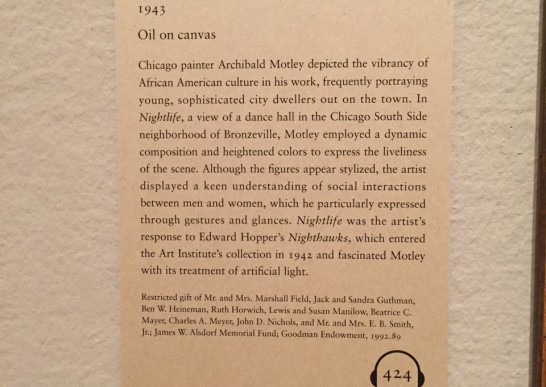 1943
Oil on canvas
Chicago painter Archibald Motley depicted the vibrancy of
African American culture in his work, frequently portraying
young, sophisticated city dwellers out on the town. In
Nightlife, a view of a dance hall in the Chicago South Side
neighborhood of Bronzeville, Motley employed a dynamic
composition and heightened colors to express the liveliness
of the scene. Although the figures appear stylized, the artist
displayed a keen understanding of social interactions
between men and women, which he particularly expressed
through gestures and glances. Nightlife was the artist's
response to Edward Hopper's Nighthawks, which entered
the Art Institute's collection in 1942 and fascinated Motley
with its treatment of artificial light.
Restricted gift of Mr. and Mrs. Marshall Field, Jack and Sandra Guthman,
Ben W. Heineman, Ruth Horwich, Lewis and Susan Manilow, Beatrice C.
Mayer, Charles A. Meyer, John D. Nichols, and Mr. and Mrs. E. B. Smith,
Jr.; James W. Alsdorf Memorial Fund; Goodman Endowment, 1992.89
424